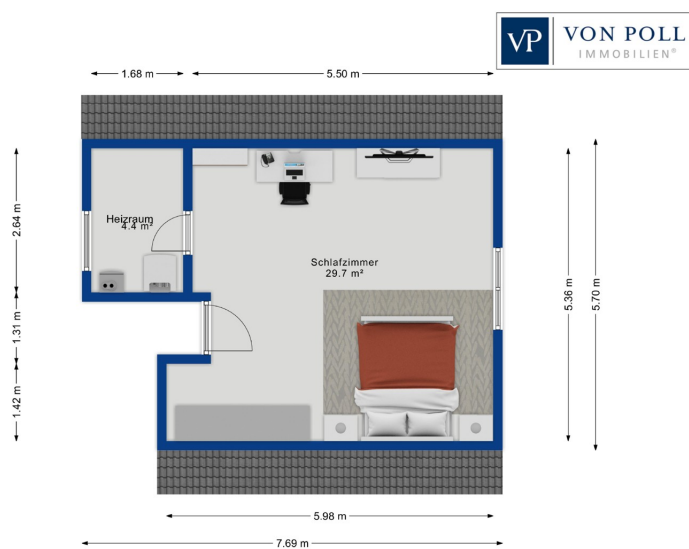 VP VON POLL
IMMOBILIEN®
1.68 m
5.50 m
2.64 m
1.31 m
1.42 m
Heizraum
4.4 m²
Schlafzimmer
29.7 m²
5.36 m
5.70 m
5.98 m
7.69 m